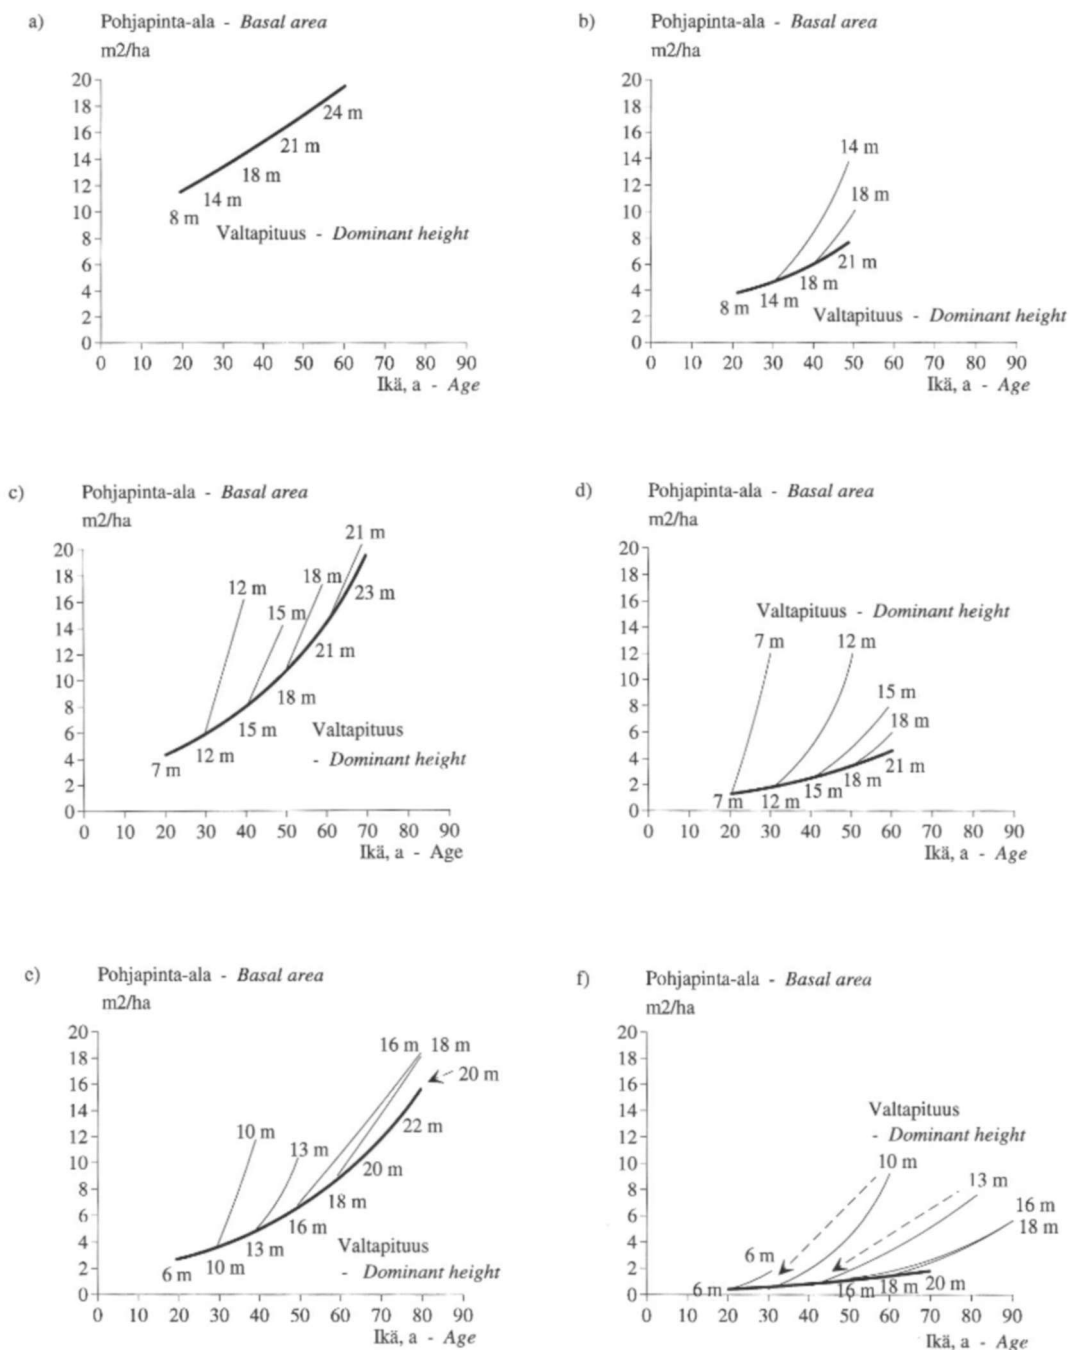 a)
Pohjapinta-ala - Basal area
m2/ha
20
18
16
14
12
10
8
6
4
2
0
24 m
21 m
18 m
14 m
8 m
Valtapituus - Dominant height
0 10 20 30 40 50 60 70 80 90
Ikä, a - Age
b)
Pohjapinta-ala - Basal area
m2/ha
20
18
16
14
12
10
8
6
4
2
0
14 m
18 m
21 m
18 m
14 m
8 m
Valtapituus - Dominant height
0 10 20 30 40 50 60 70 80 90
Ikä, a - Age
c)
Pohjapinta-ala - Basal area
m2/ha
20
18
16
14
12
10
8
6
4
2
0
21 m
18 m
12 m
23 m
15 m
21 m
18 m
15 m
12 m
7 m
Valtapituus
- Dominant height
0 10 20 30 40 50 60 70 80 90
Ikä, a - Age
d)
Pohjapinta-ala - Basal area
m2/ha
20
18
16
14
12
10
8
6
4
2
0
Valtapituus - Dominant height
7 m
12 m
15 m
18 m
21 m
18 m
15 m
12 m
7 m
0 10 20 30 40 50 60 70 80 90
Ikä, a - Age
e)
Pohjapinta-ala - Basal area
m2/ha
20
18
16
14
12
10
8
6
4
2
0
16 m 18 m
20 m
10 m
13 m
22 m
20 m
18 m
16 m
13 m
10 m
6 m
Valtapituus
- Dominant height
0 10 20 30 40 50 60 70 80 90
Ikä, a - Age
f)
Pohjapinta-ala - Basal area
m2/ha
20
18
16
14
12
10
8
6
4
2
0
Valtapituus
- Dominant height
10 m
13 m
16 m
18 m
6 m
6 m
16 m 18 m 20 m
0 10 20 30 40 50 60 70 80 90
Ikä, a - Age